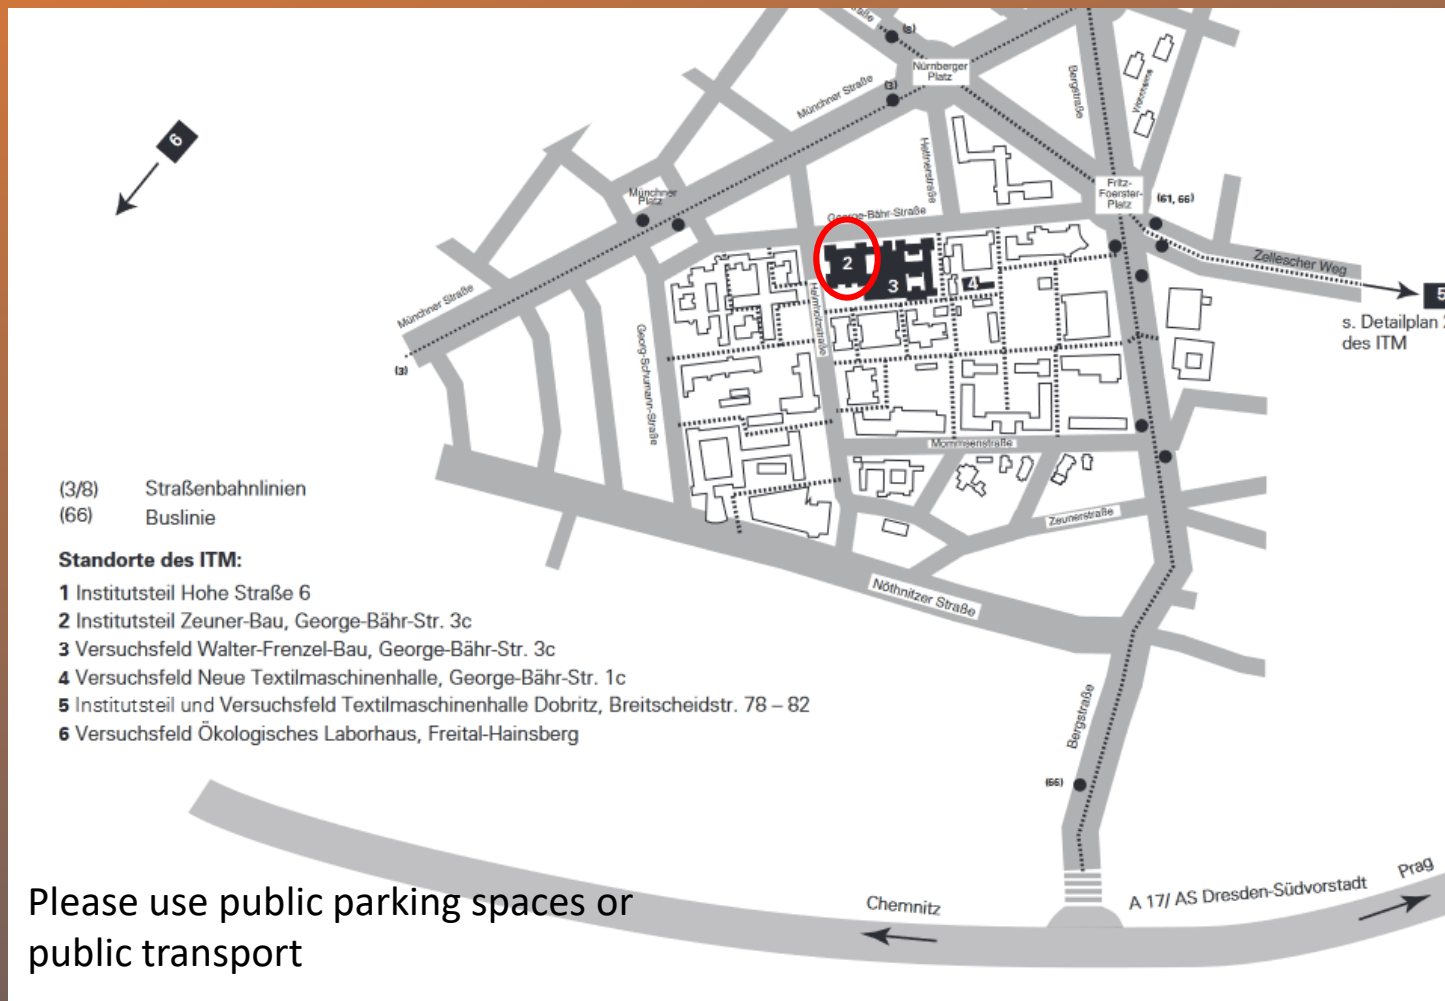 raße
(8)
Nürnberger
Platz
(3)
Münchner Straße
Bergstraße
Hettnerstraße
6
Münchner
Platz
Fritz-
Foerster-
Platz
(61, 66)
George-Bähr-Straße
2
3
4
Zellescher Weg
5
s. Detailplan 2
des ITM
Münchner Straße
Helmholtzstraße
Georg-Schumann-Straße
(3)
Mommsenstraße
Zeunerstraße
Nöthnitzer Straße
(3/8) Straßenbahnlinien
(66) Buslinie
Standorte des ITM:
1 Institutsteil Hohe Straße 6
2 Institutsteil Zeuner-Bau, George-Bähr-Str. 3c
3 Versuchsfeld Walter-Frenzel-Bau, George-Bähr-Str. 3c
4 Versuchsfeld Neue Textilmaschinenhalle, George-Bähr-Str. 1c
5 Institutsteil und Versuchsfeld Textilmaschinenhalle Dobritz, Breitscheidstr. 78 – 82
6 Versuchsfeld Ökologisches Laborhaus, Freital-Hainsberg
Bergstraße
(66)
Chemnitz
A 17/ AS Dresden-Südvorstadt
Prag
Please use public parking spaces or
public transport